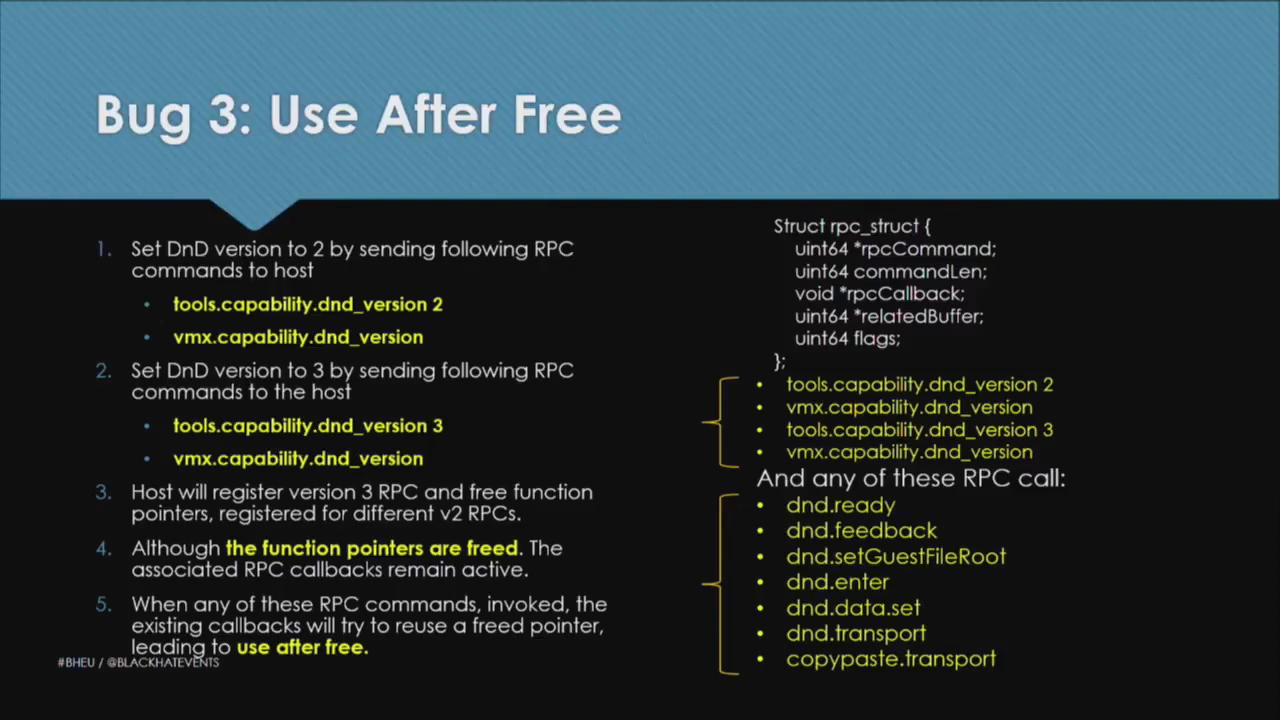 Bug 3: Use After Free
1. Set DnD version to 2 by sending following RPC
commands to host
• tools.capability.dnd_version 2
• vmx.capability.dnd_version
2. Set DnD version to 3 by sending following RPC
commands to the host
• tools.capability.dnd_version 3
• vmx.capability.dnd_version
3. Host will register version 3 RPC and free function
pointers, registered for different v2 RPCs.
4. Although the function pointers are freed. The
associated RPC callbacks remain active.
5. When any of these RPC commands, invoked, the
existing callbacks will try to reuse a freed pointer,
leading to use after free.
#BHEU / @BLACKHATEVENTS
Struct rpc_struct {
uint64 *rpcCommand;
uint64 commandLen;
void *rpcCallback;
uint64 *relatedBuffer;
uint64 flags;
};
• tools.capability.dnd_version 2
• vmx.capability.dnd_version
• tools.capability.dnd_version 3
• vmx.capability.dnd_version
And any of these RPC call:
• dnd.ready
• dnd.feedback
• dnd.setGuestFileRoot
• dnd.enter
• dnd.data.set
• dnd.transport
• copypaste.transport